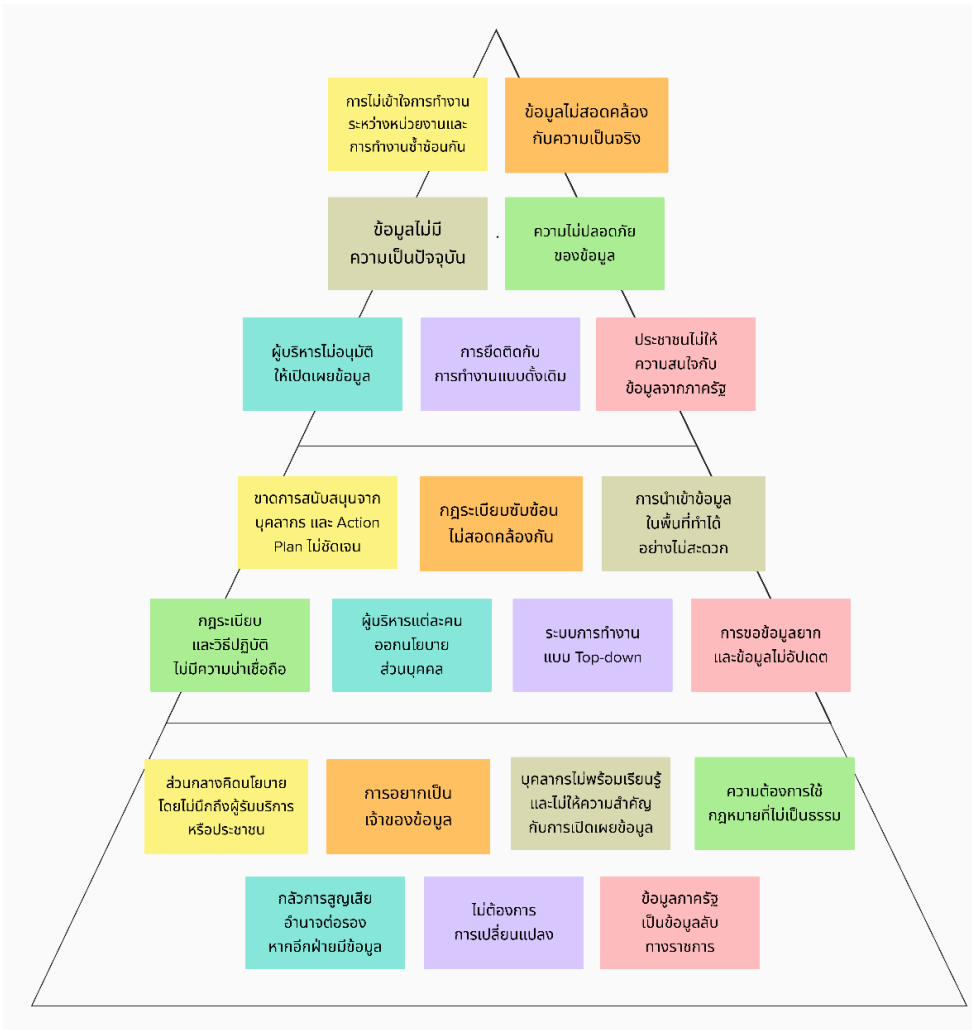 การไม่เข้าใจการทำงาน
ระหว่างหน่วยงานและ
การทำงานซ้ำซ้อนกัน
ข้อมูลไม่สอดคล้อง
กับความเป็นจริง
ข้อมูลไม่มี
ความเป็นปัจจุบัน
ความไม่ปลอดภัย
ของข้อมูล
ผู้บริหารไม่อนุมัติ
ให้เปิดเผยข้อมูล
การยึดติดกับ
การทำงานแบบดั้งเดิม
ประชาชนไม่ให้
ความสนใจกับ
ข้อมูลจากภาครัฐ
ขาดการสนับสนุนจาก
บุคลากร และ Action
Plan ไม่ชัดเจน
กฎระเบียบซับซ้อน
ไม่สอดคล้องกัน
การนำเข้าข้อมูล
ในพื้นที่ทำได้
อย่างไม่สะดวก
กฎระเบียบ
และวิธีปฏิบัติ
ไม่มีความน่าเชื่อถือ
ผู้บริหารแต่ละคน
ออกนโยบาย
ส่วนบุคคล
ระบบการทำงาน
แบบ Top-down
การขอข้อมูลยาก
และข้อมูลไม่อัปเดต
ส่วนกลางคิดนโยบาย
โดยไม่นึกถึงผู้รับบริการ
หรือประชาชน
การอยากเป็น
เจ้าของข้อมูล
บุคลากรไม่พร้อมเรียนรู้
และไม่ให้ความสำคัญ
กับการเปิดเผยข้อมูล
ความต้องการใช้
กฎหมายที่ไม่เป็นธรรม
กลัวการสูญเสีย
อำนาจต่อรอง
หากอีกฝ่ายมีข้อมูล
ไม่ต้องการ
การเปลี่ยนแปลง
ข้อมูลภาครัฐ
เป็นข้อมูลลับ
ทางราชการ